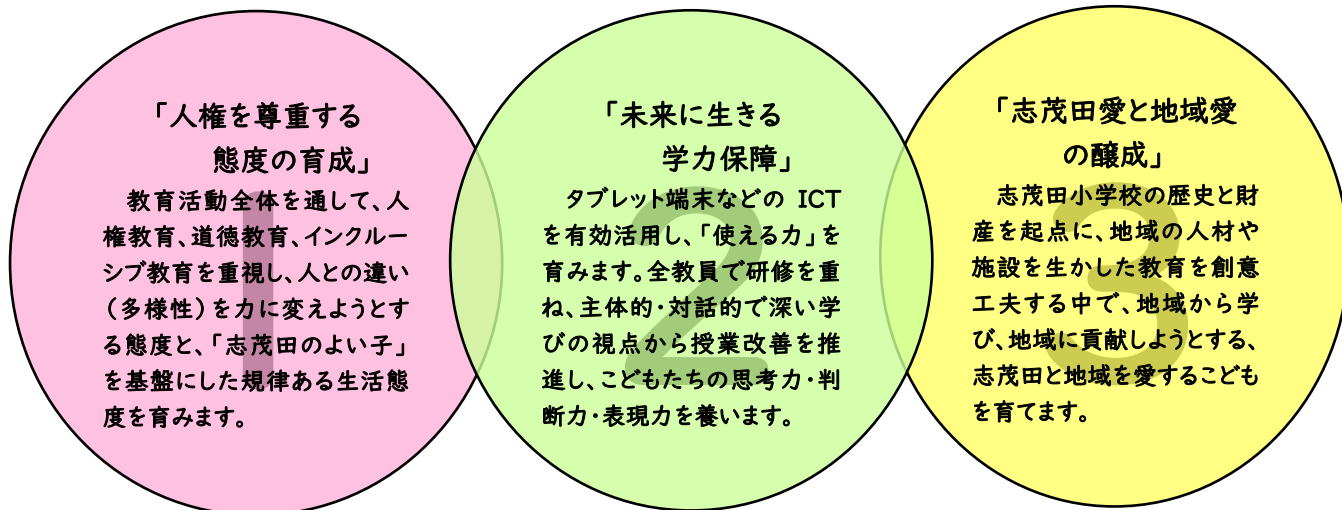 「人権を尊重する
態度の育成」
教育活動全体を通して、人
権教育、道徳教育、インクルー
シブ教育を重視し、人との違い
(多様性)を力に変えようとす
る態度と、「志茂田のよい子」
を基盤にした規律ある生活態
度を育みます。
1
「未来に生きる
学力保障」
タブレット端末などの ICT
を有効活用し、「使える力」を
育みます。全教員で研修を重
ね、主体的・対話的で深い学
びの視点から授業改善を推
進し、こどもたちの思考力・判
断力・表現力を養います。
2
「志茂田愛と地域愛
の醸成」
志茂田小学校の歴史と財
産を起点に、地域の人材や
施設を生かした教育を創意
工夫する中で、地域から学
び、地域に貢献しようとする、
志茂田と地域を愛するこども
を育てます。
3